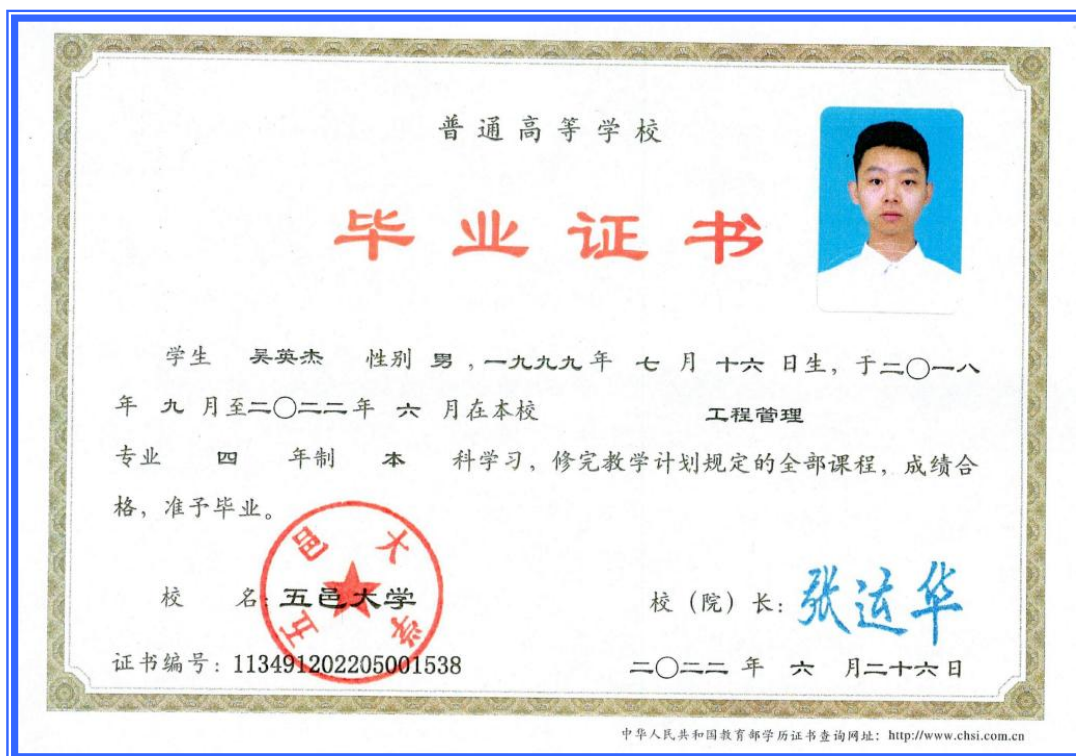 普通高等学校
毕业证书
学生 吴英杰 性别 男，一九九九年 七 月 十六 日生，于二〇一八
年 九 月至二〇二二年 六 月在本校 工程管理
专业 四 年制 本 科学习，修完教学计划规定的全部课程，成绩合
格，准予毕业。
五邑大学
校 名：五邑大学
校（院）长：张运华
证书编号：113491202205001538
二〇二二 年 六 月二十六日
中华人民共和国教育部学历证书查询网址：http://www.chsi.com.cn